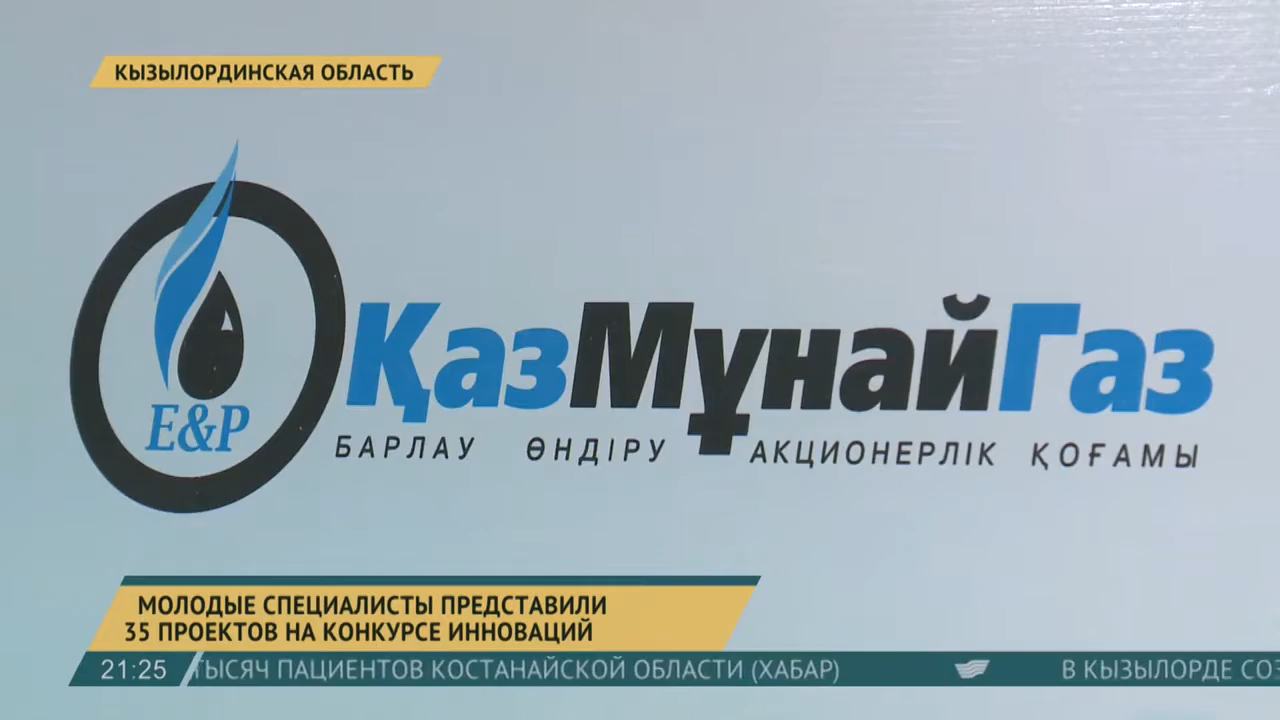 КЫЗЫЛОРДИНСКАЯ ОБЛАСТЬ
E&P
ҚазМұнайГаз
БАРЛАУ ӨНДІРУ АКЦИОНЕРЛІК ҚОҒАМЫ
МОЛОДЫЕ СПЕЦИАЛИСТЫ ПРЕДСТАВИЛИ
35 ПРОЕКТОВ НА КОНКУРСЕ ИННОВАЦИЙ
21:25 ТЫСЯЧ ПАЦИЕНТОВ КОСТАНАЙСКОЙ ОБЛАСТИ (ХАБАР) В КЫЗЫЛОРДЕ СОЗ